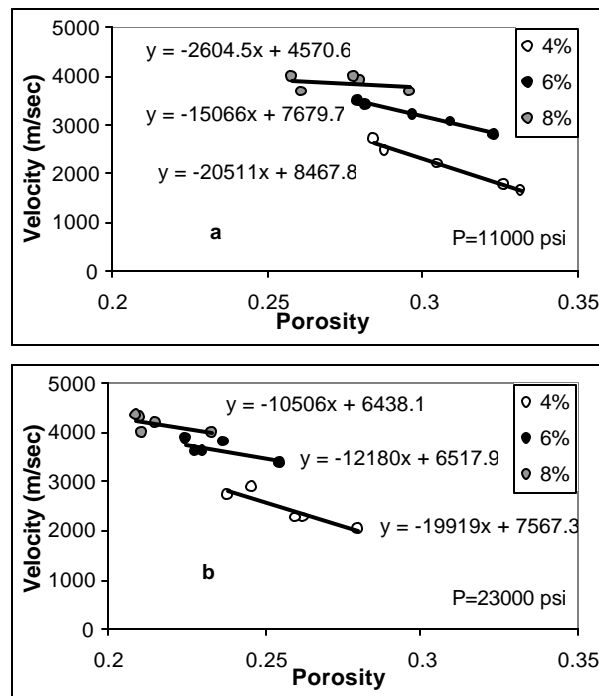 5000
4000
3000
2000
1000
0
Velocity (m/sec)
y = -2604.5x + 4570.6
y = -15066x + 7679.7
y = -20511x + 8467.8
4%
6%
8%
a
P=11000 psi
0.2
0.25
0.3
0.35
Porosity
5000
4000
3000
2000
1000
0
Velocity (m/sec)
y = -10506x + 6438.1
y = -12180x + 6517.9
y = -19919x + 7567.3
4%
6%
8%
b
P=23000 psi
0.2
0.25
0.3
0.35
Porosity